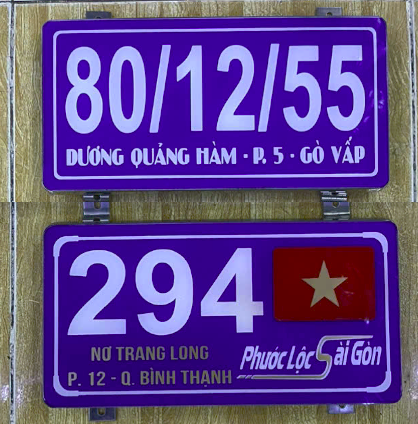 80/12/55
DƯƠNG QUẢNG HÀM - P. 5 - GÒ VẤP
294
NƠ TRANG LONG
P. 12 - Q. BÌNH THẠNH
Phước Lộc Sài Gòn